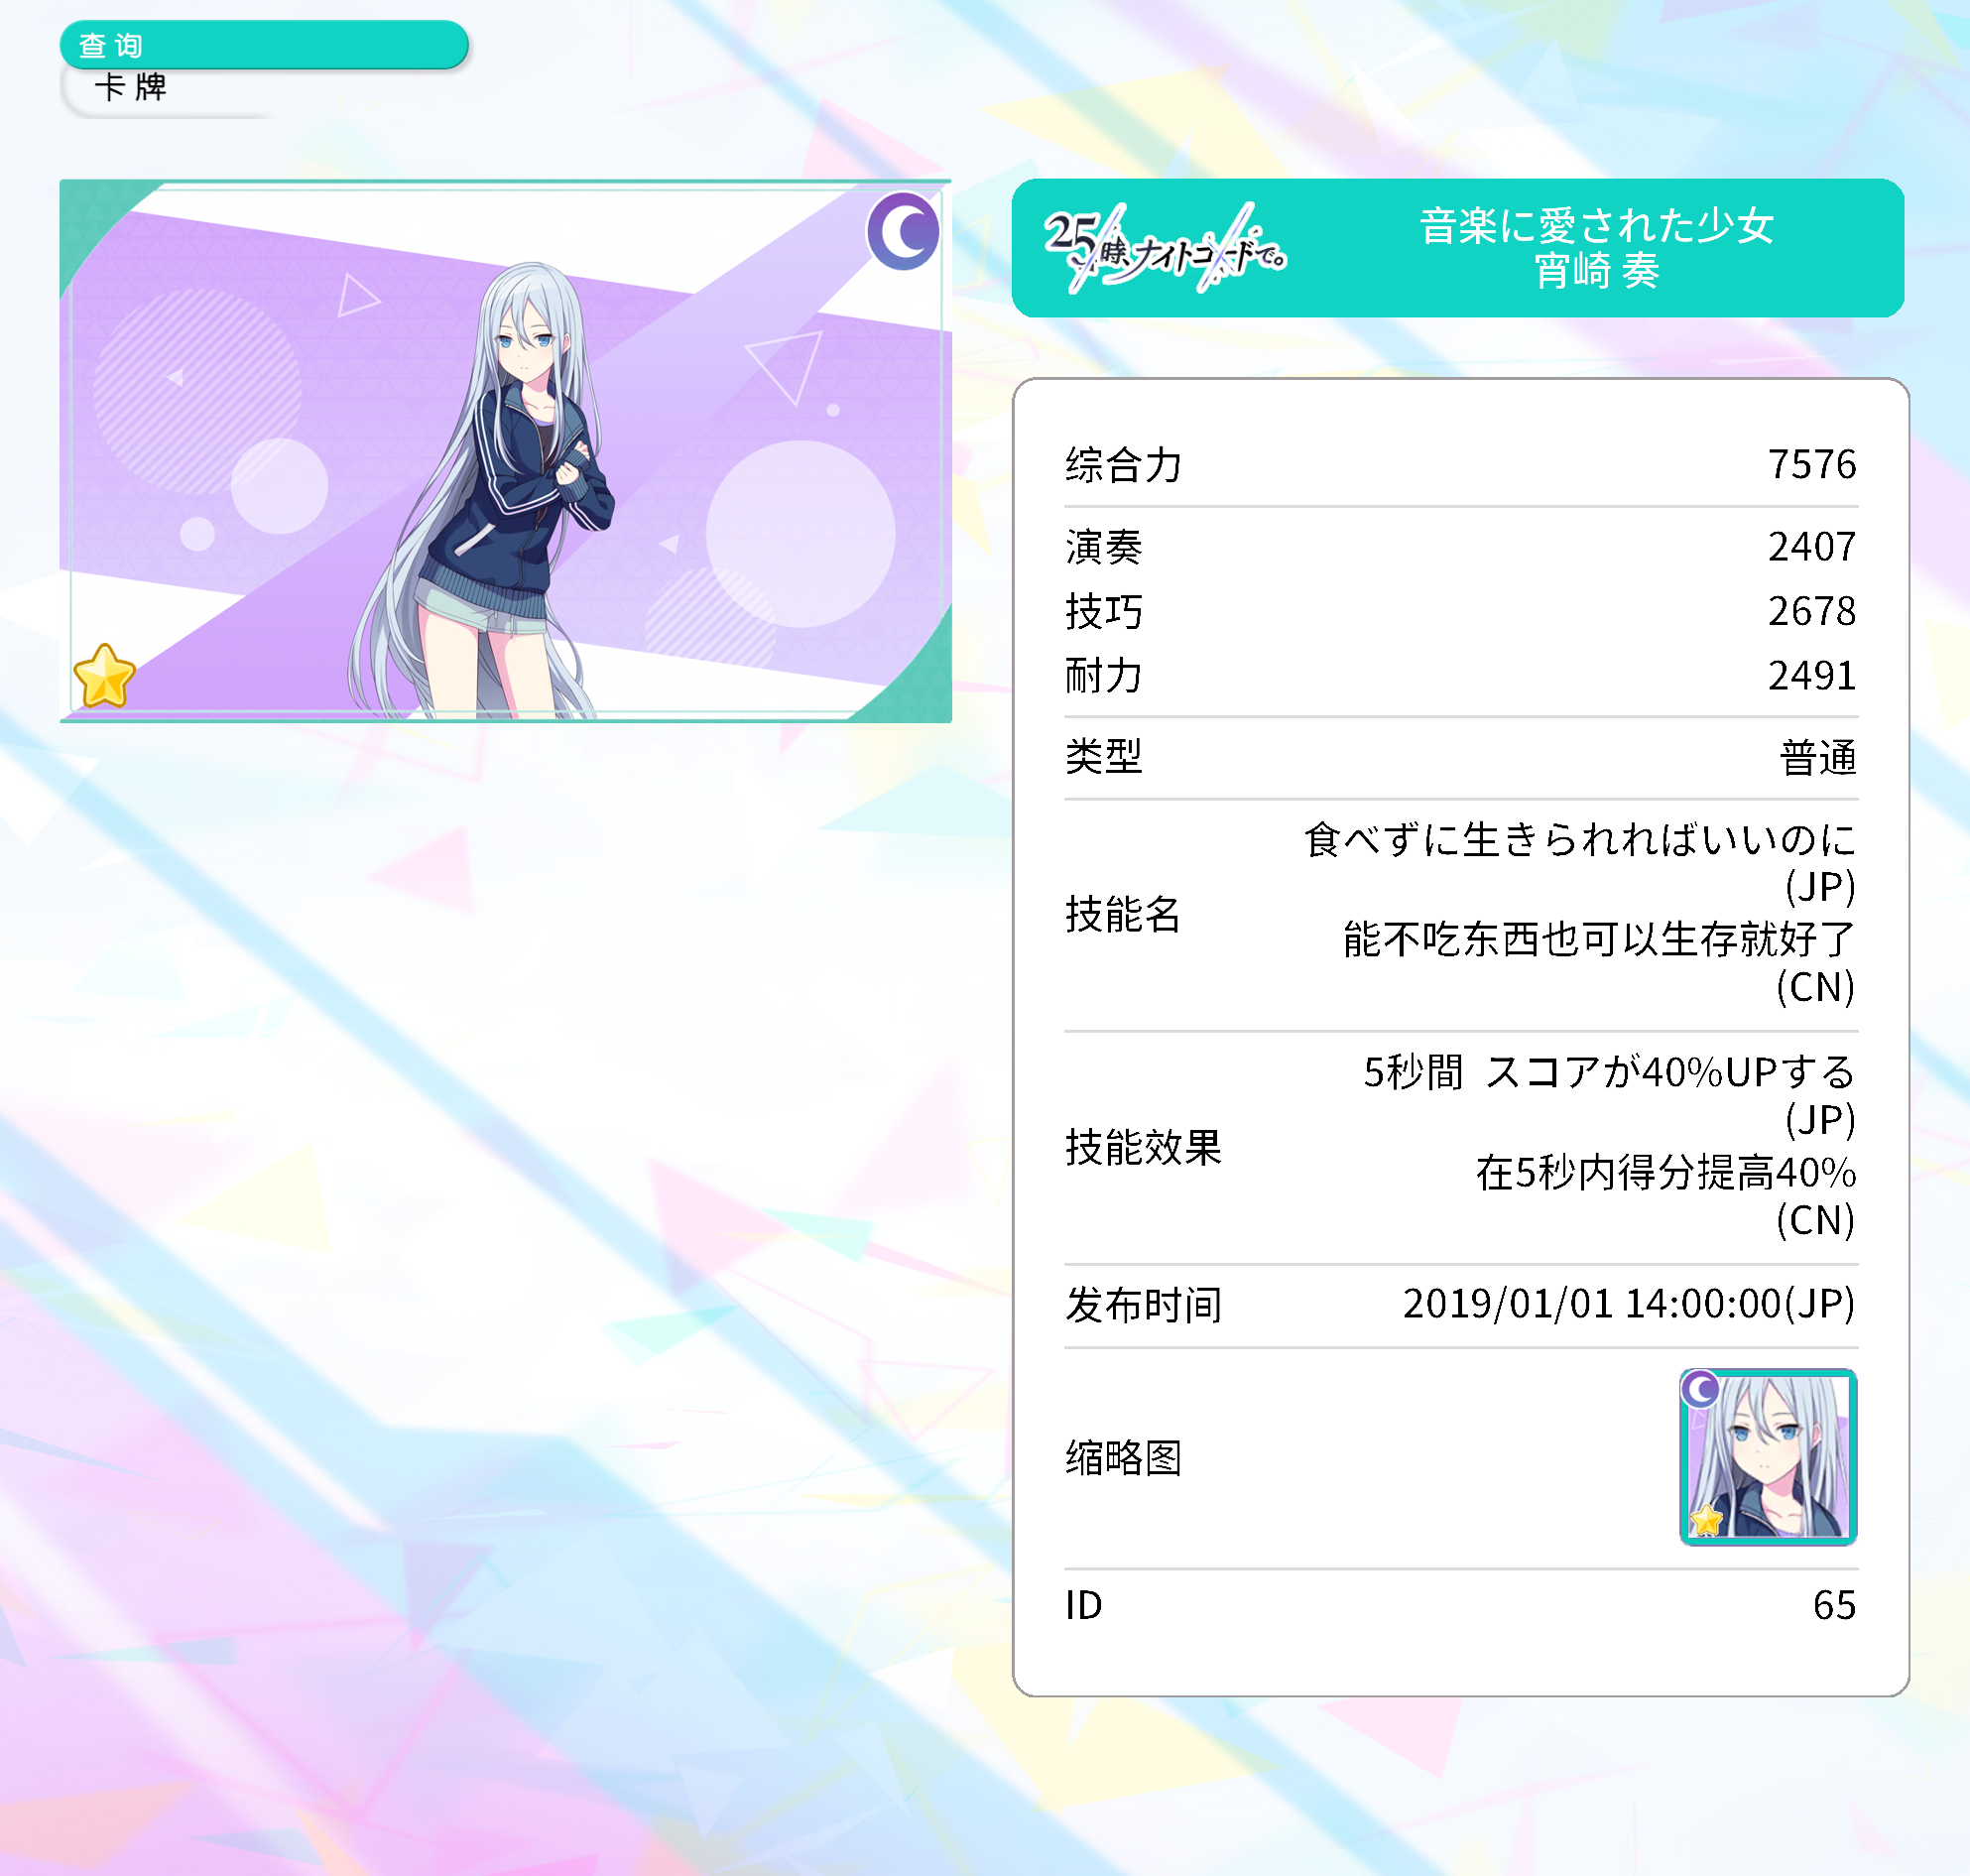 查询
卡牌
25時、ナイトコードで。
音楽に愛された少女
宵崎 奏
综合力 7576
演奏 2407
技巧 2678
耐力 2491
类型 普通
技能名
食べずに生きられればいいのに
(JP)
能不吃东西也可以生存就好了
(CN)
技能效果
5秒間 スコアが40%UPする
(JP)
在5秒内得分提高40%
(CN)
发布时间 2019/01/01 14:00:00(JP)
缩略图
ID 65